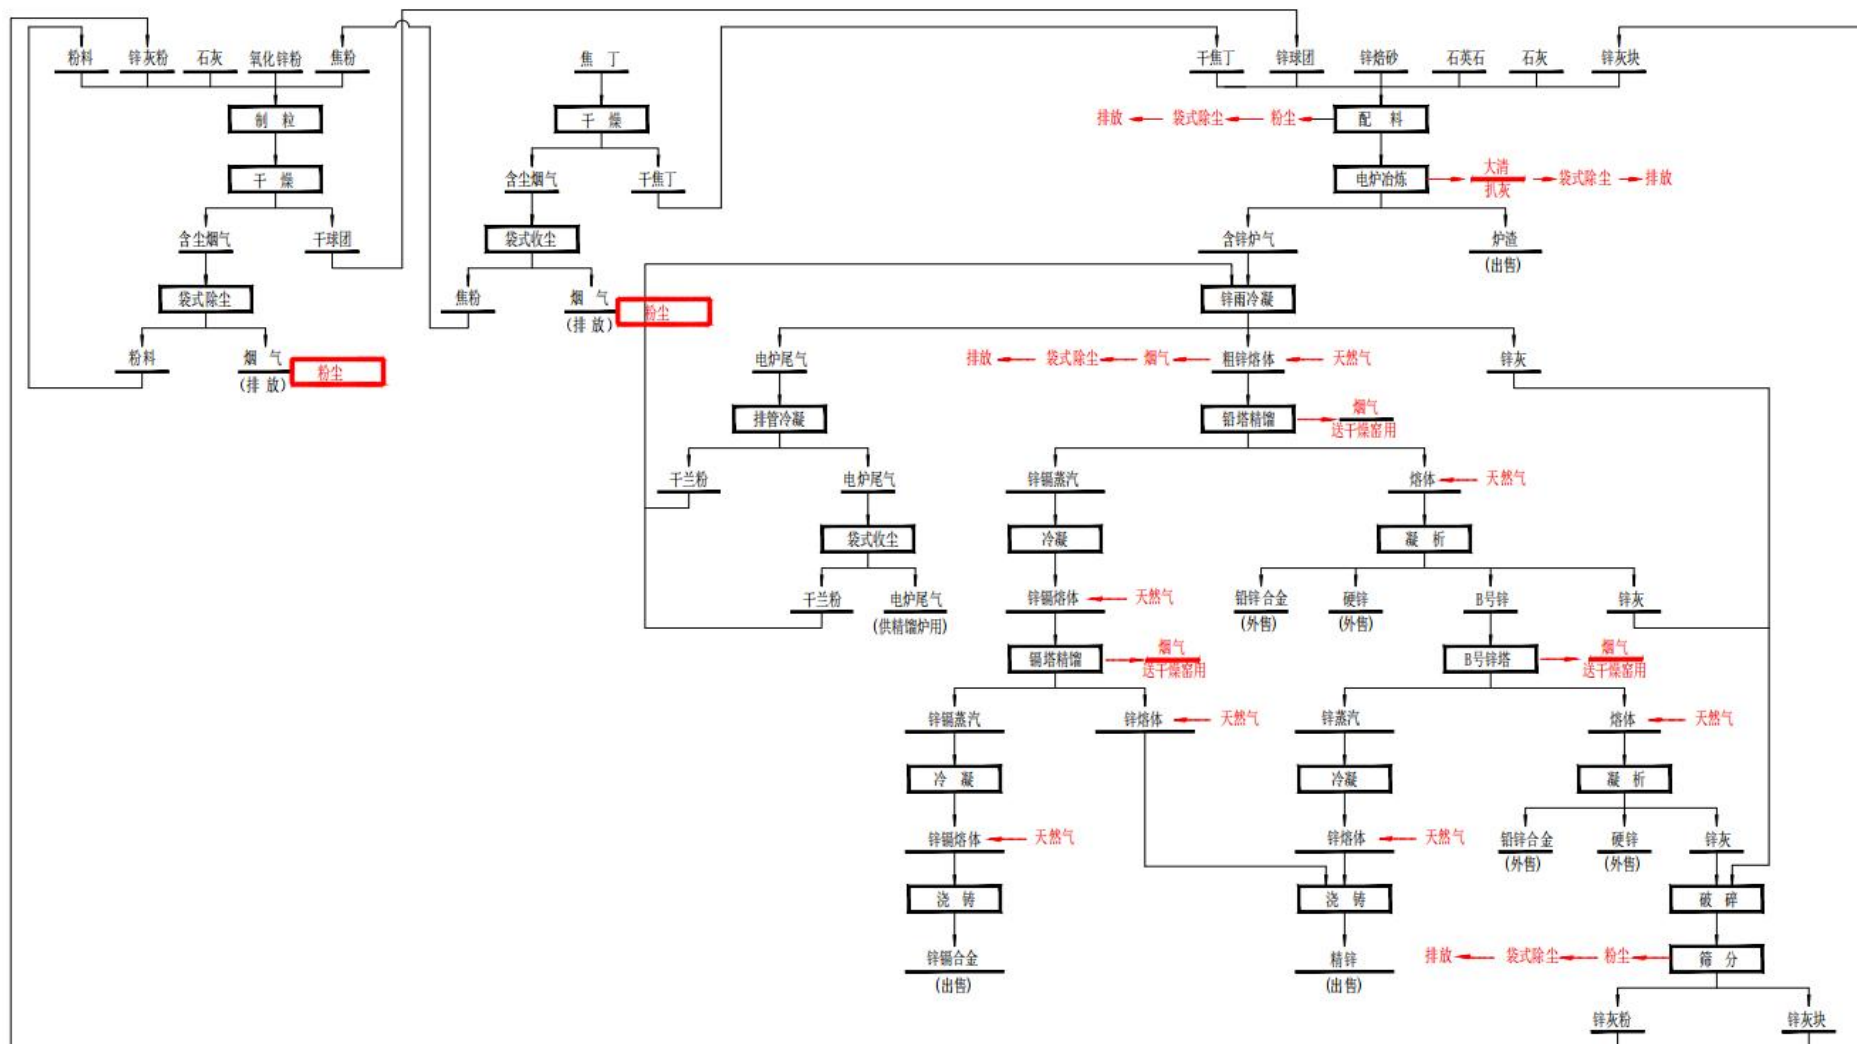 粉料 锌灰粉 石灰 氧化锌粉 焦粉
焦 丁
干焦丁 锌球团 锌焙砂 石英石 石灰 锌灰块
制 粒
干 燥
排放 袋式除尘 粉尘 配 料
干 燥
含尘烟气 干焦丁
电炉冶炼 大清 袋式除尘 排放
扒灰
含尘烟气 干球团
袋式收尘
含锌炉气 炉渣
(出售)
袋式除尘
焦粉 烟 气 粉尘
(排 放)
锌雨冷凝
粉料 烟 气 粉尘
(排 放)
电炉尾气
排放 袋式除尘 烟气 粗锌熔体 天然气
锌灰
排管冷凝
铅塔精馏 烟气
送干燥窑用
干兰粉 电炉尾气
锌镉蒸汽 熔体 天然气
袋式收尘
冷凝 凝 析
干兰粉 电炉尾气
(供精馏炉用)
锌镉熔体 天然气
铅锌合金 硬锌 B号锌 锌灰
(外售) (外售)
镉塔精馏 烟气
送干燥窑用
B号锌塔 烟气
送干燥窑用
锌镉蒸汽 锌熔体 天然气
锌蒸汽 熔体 天然气
冷 凝 冷凝 凝 析
锌镉熔体 天然气
锌熔体 天然气
铅锌合金 硬锌 锌灰
(外售) (外售)
浇 铸 浇 铸 破 碎
锌镉合金
(出售)
精锌
(出售)
排放 袋式除尘 粉尘 筛 分
锌灰粉 锌灰块